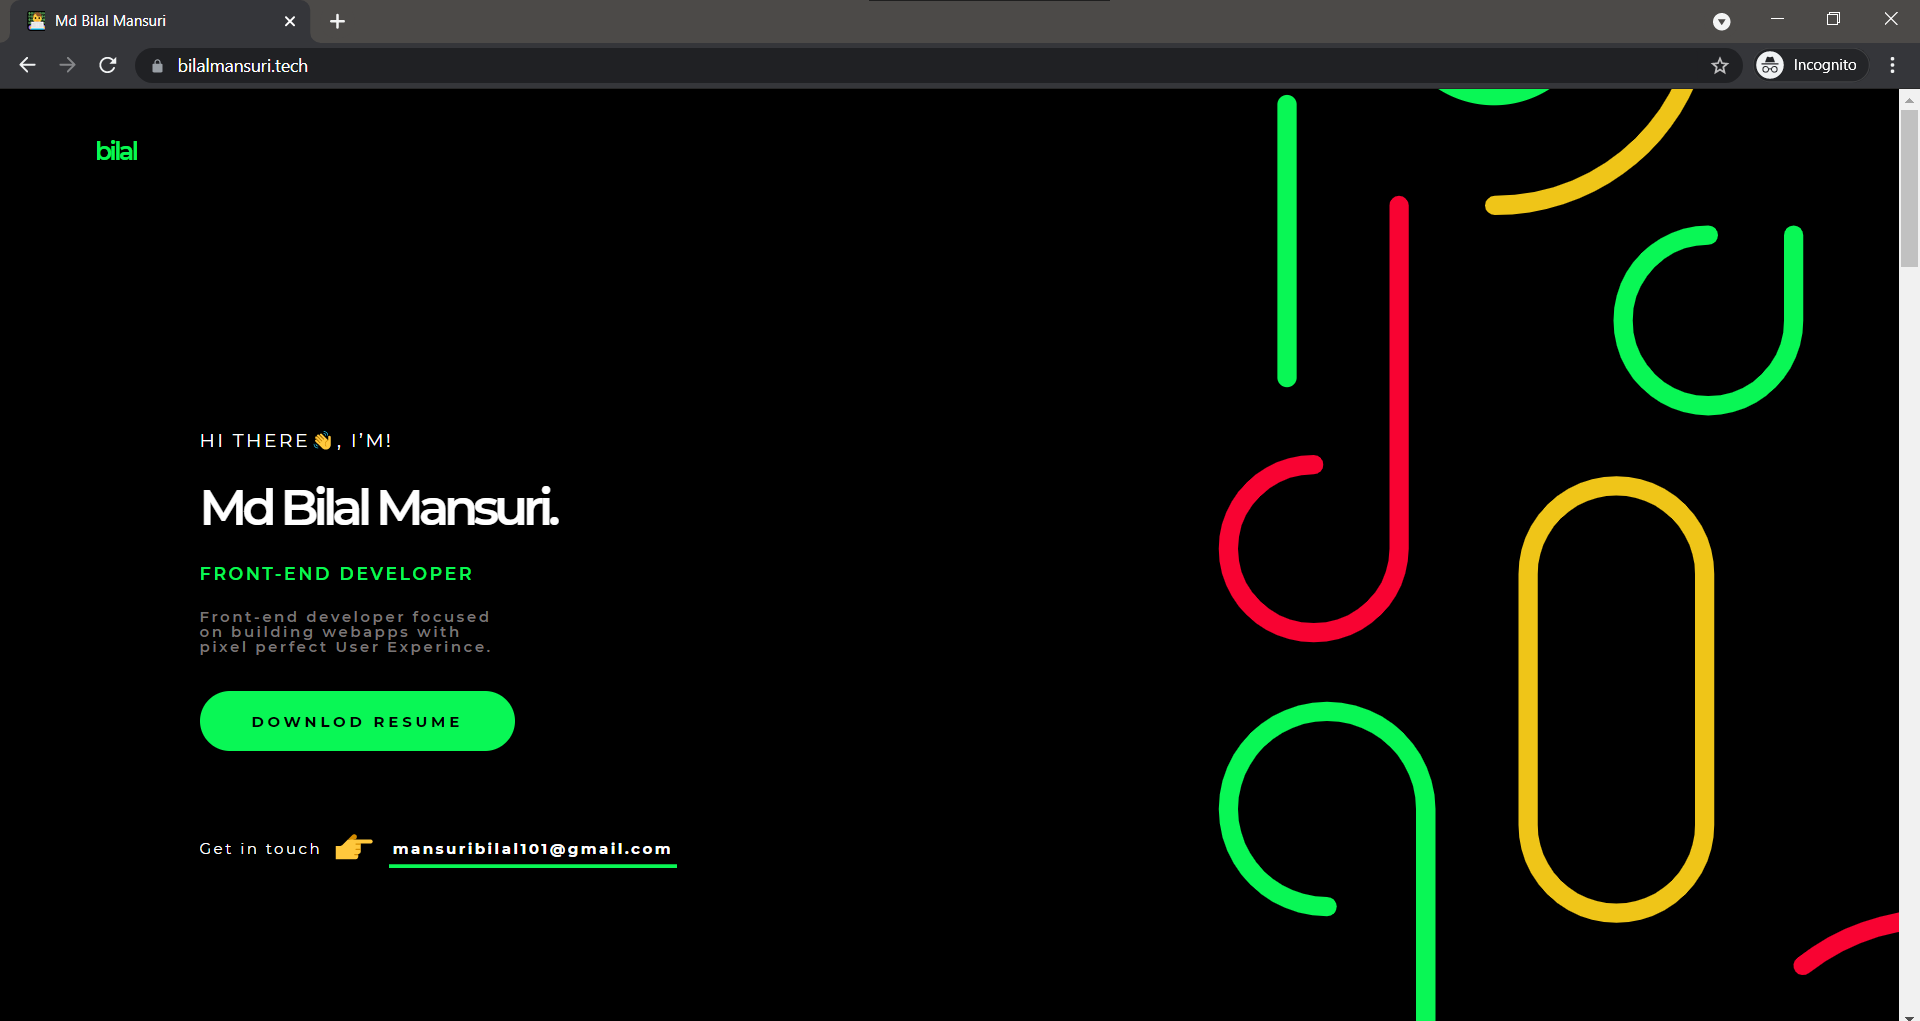 Md Bilal Mansuri
bilalmansuri.tech
Incognito
bilal
HI THERE👋, I'M!
Md Bilal Mansuri.
FRONT-END DEVELOPER
Front-end developer focused
on building webapps with
pixel perfect User Experince.
DOWNLOD RESUME
Get in touch 👉 mansuribilal101@gmail.com